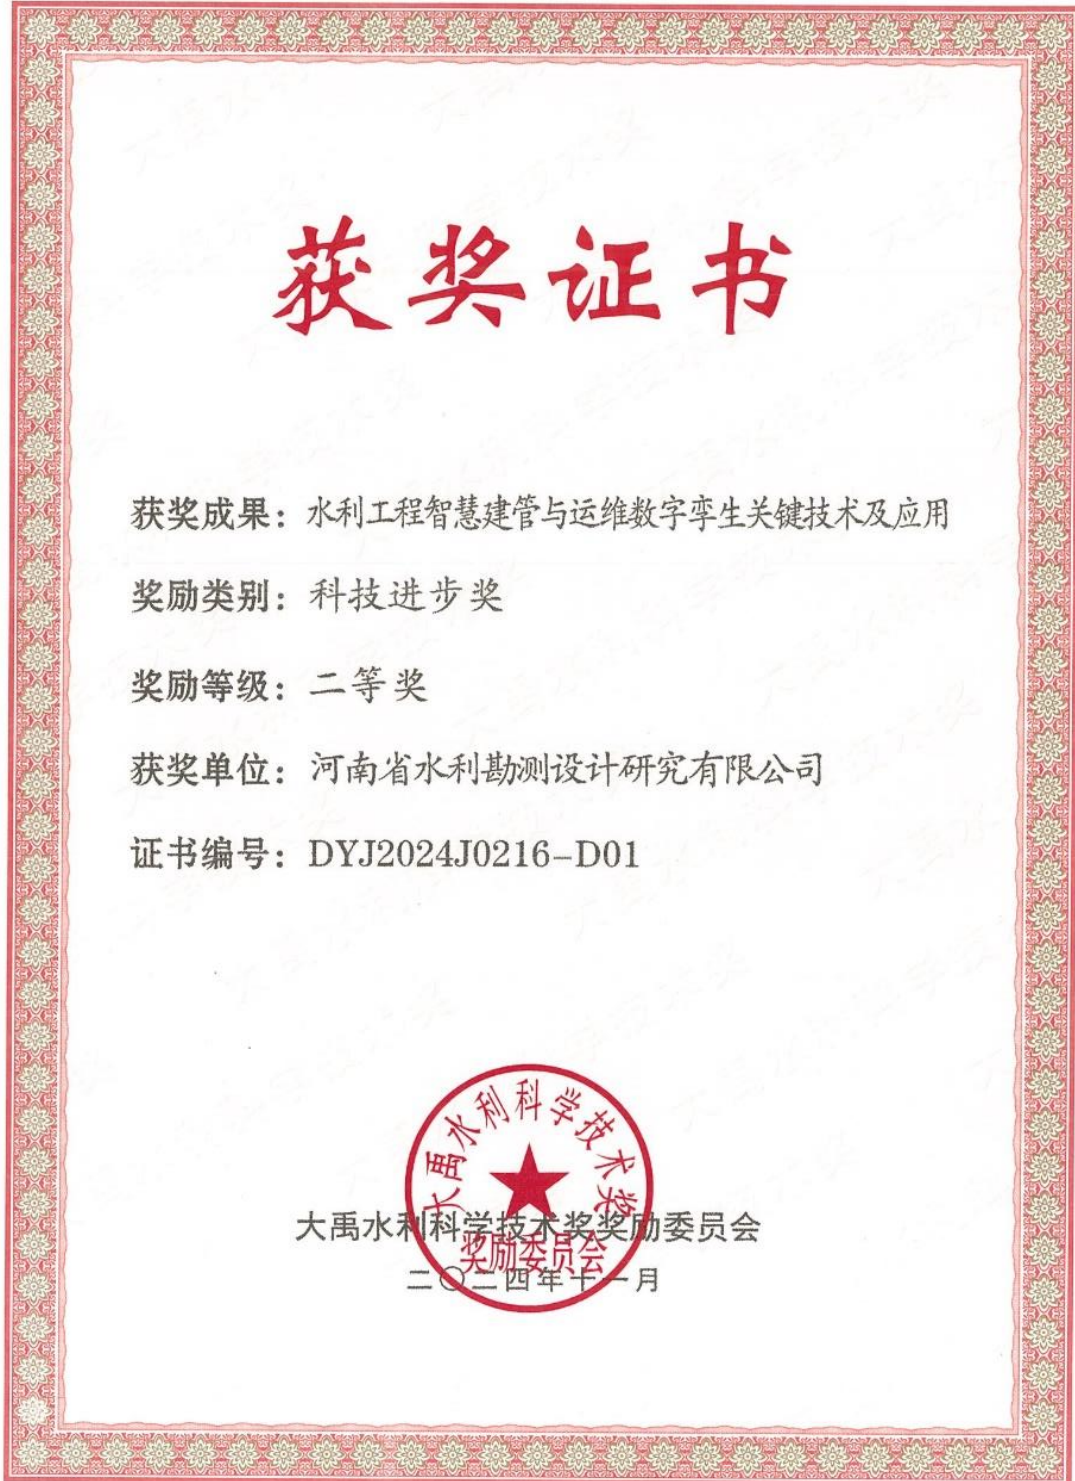 获奖证书
获奖成果：水利工程智慧建管与运维数字孪生关键技术及应用
奖励类别：科技进步奖
奖励等级：二等奖
获奖单位：河南省水利勘测设计研究有限公司
证书编号：DYJ2024J0216-D01
大禹水利科学技术奖
奖励委员会
大禹水利科学技术奖奖励委员会
二〇二四年十一月